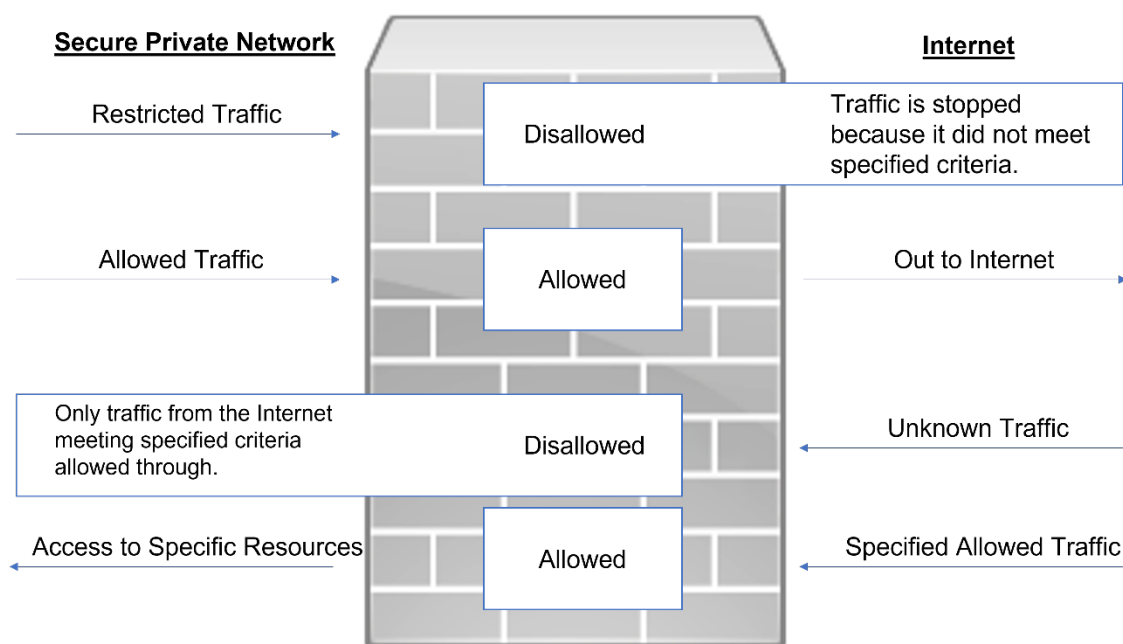 Secure Private Network
Internet
Restricted Traffic
Disallowed
Traffic is stopped
because it did not meet
specified criteria.
Allowed Traffic
Allowed
Out to Internet
Only traffic from the Internet
meeting specified criteria
allowed through.
Disallowed
Unknown Traffic
Access to Specific Resources
Allowed
Specified Allowed Traffic